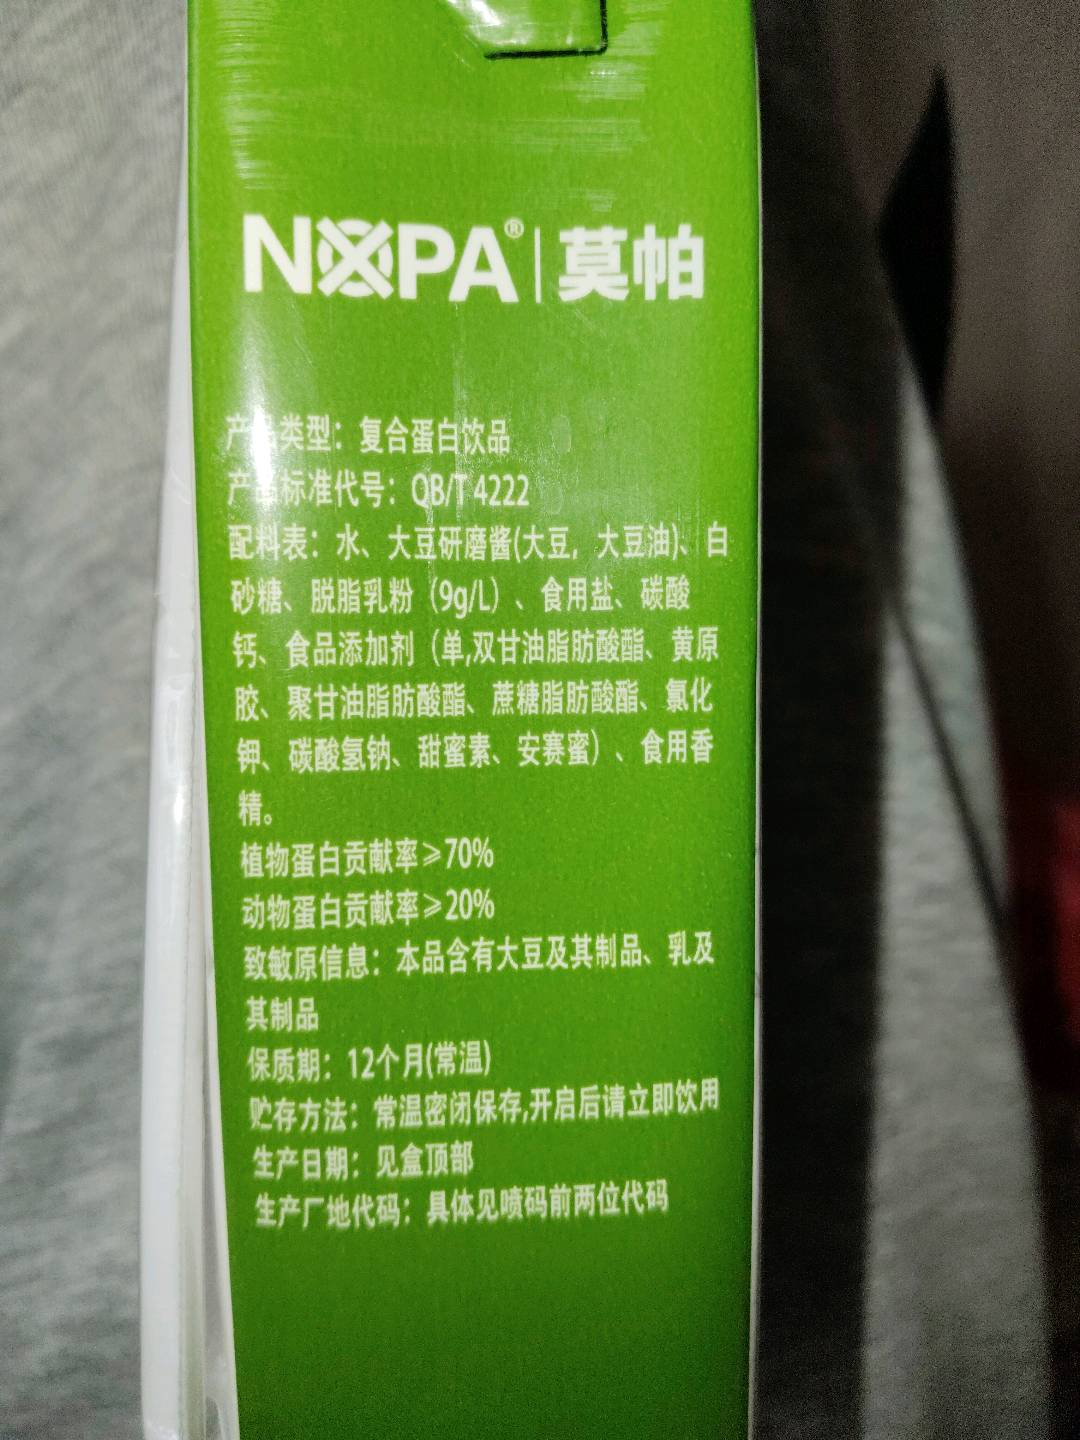 NOPA® | 莫帕
产品类型：复合蛋白饮品
产品标准代号：QB/T 4222
配料表：水、大豆研磨酱(大豆，大豆油)、白
砂糖、脱脂乳粉（9g/L）、食用盐、碳酸
钙、食品添加剂（单,双甘油脂肪酸酯、黄原
胶、聚甘油脂肪酸酯、蔗糖脂肪酸酯、氯化
钾、碳酸氢钠、甜蜜素、安赛蜜）、食用香
精。
植物蛋白贡献率≥70%
动物蛋白贡献率≥20%
致敏原信息：本品含有大豆及其制品、乳及
其制品
保质期：12个月(常温)
贮存方法：常温密闭保存,开启后请立即饮用
生产日期：见盒顶部
生产厂地代码：具体见喷码前两位代码